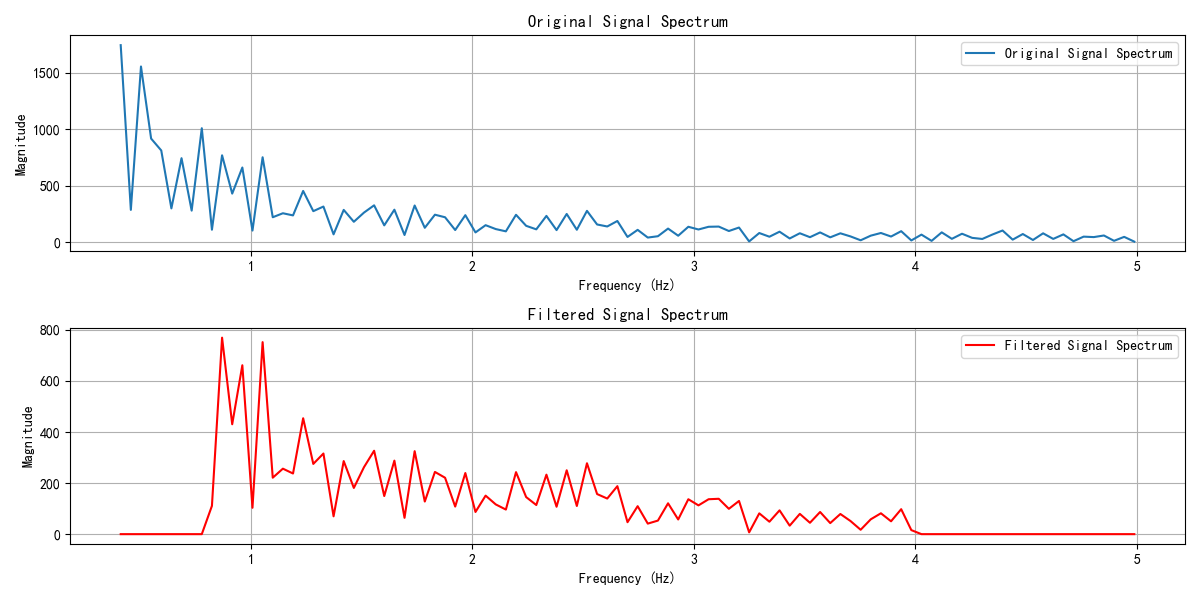 Original Signal Spectrum
Original Signal Spectrum
Magnitude
1500
1000
500
0
1 2 3 4 5
Frequency (Hz)
Filtered Signal Spectrum
Filtered Signal Spectrum
Magnitude
800
600
400
200
0
1 2 3 4 5
Frequency (Hz)